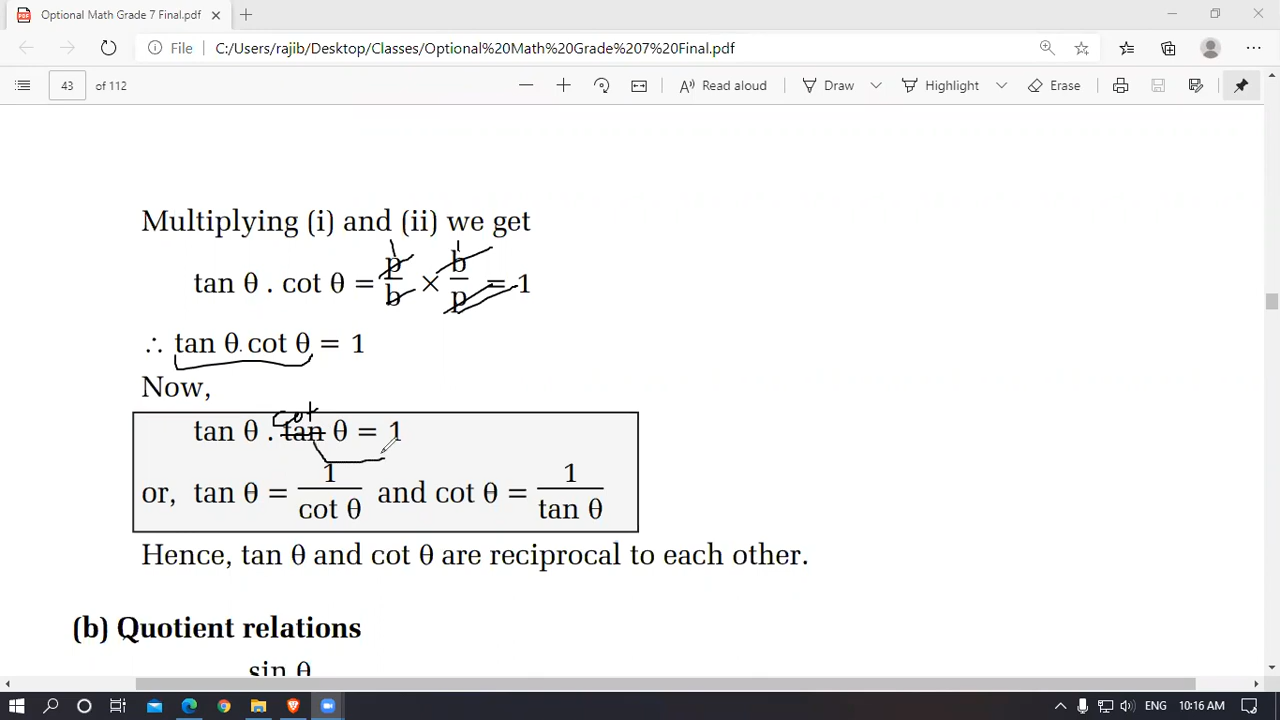 Optional Math Grade 7 Final.pdf
File C:/Users/rajib/Desktop/Classes/Optional%20Math%20Grade%207%20Final.pdf
43 of 112 Read aloud Draw Highlight Erase
Multiplying (i) and (ii) we get
1 1
tan θ . cot θ = p/b × b/p = 1
∴ tan θ . cot θ = 1
Now,
cot
tan θ . tan θ = 1
or, tan θ = 1/cot θ and cot θ = 1/tan θ
Hence, tan θ and cot θ are reciprocal to each other.
(b) Quotient relations
sin θ
ENG 10:16 AM